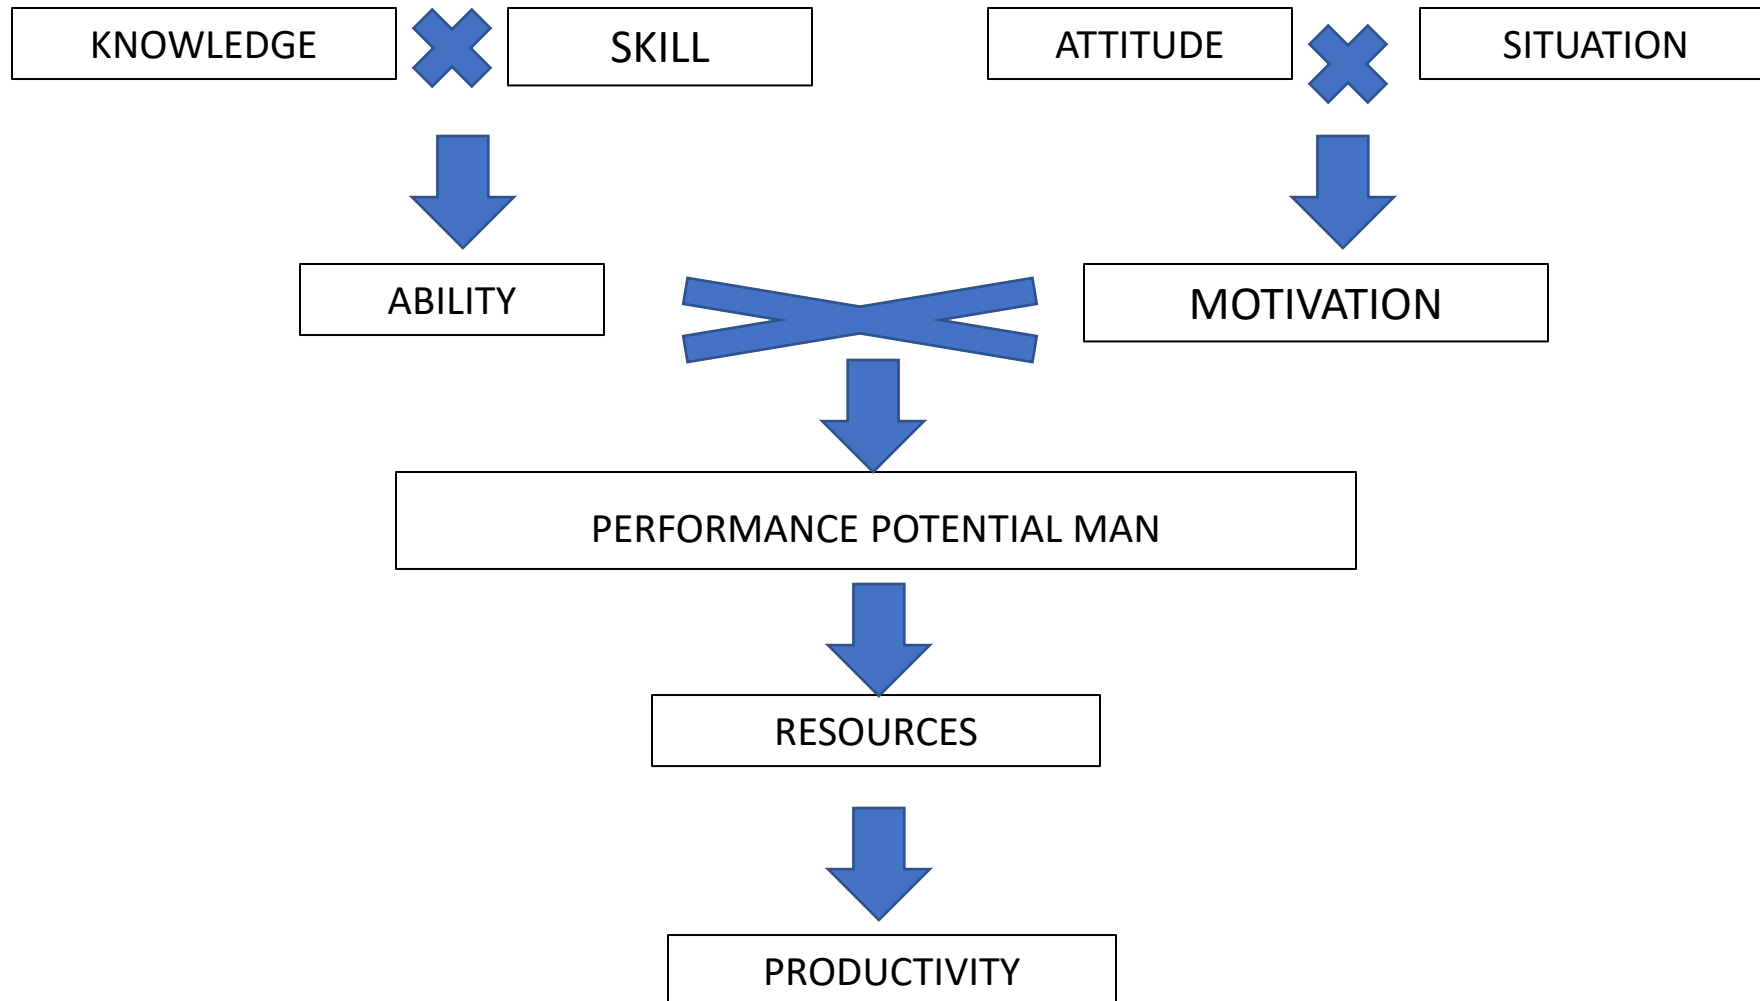 KNOWLEDGE
SKILL
ATTITUDE
SITUATION
ABILITY
MOTIVATION
PERFORMANCE POTENTIAL MAN
RESOURCES
PRODUCTIVITY